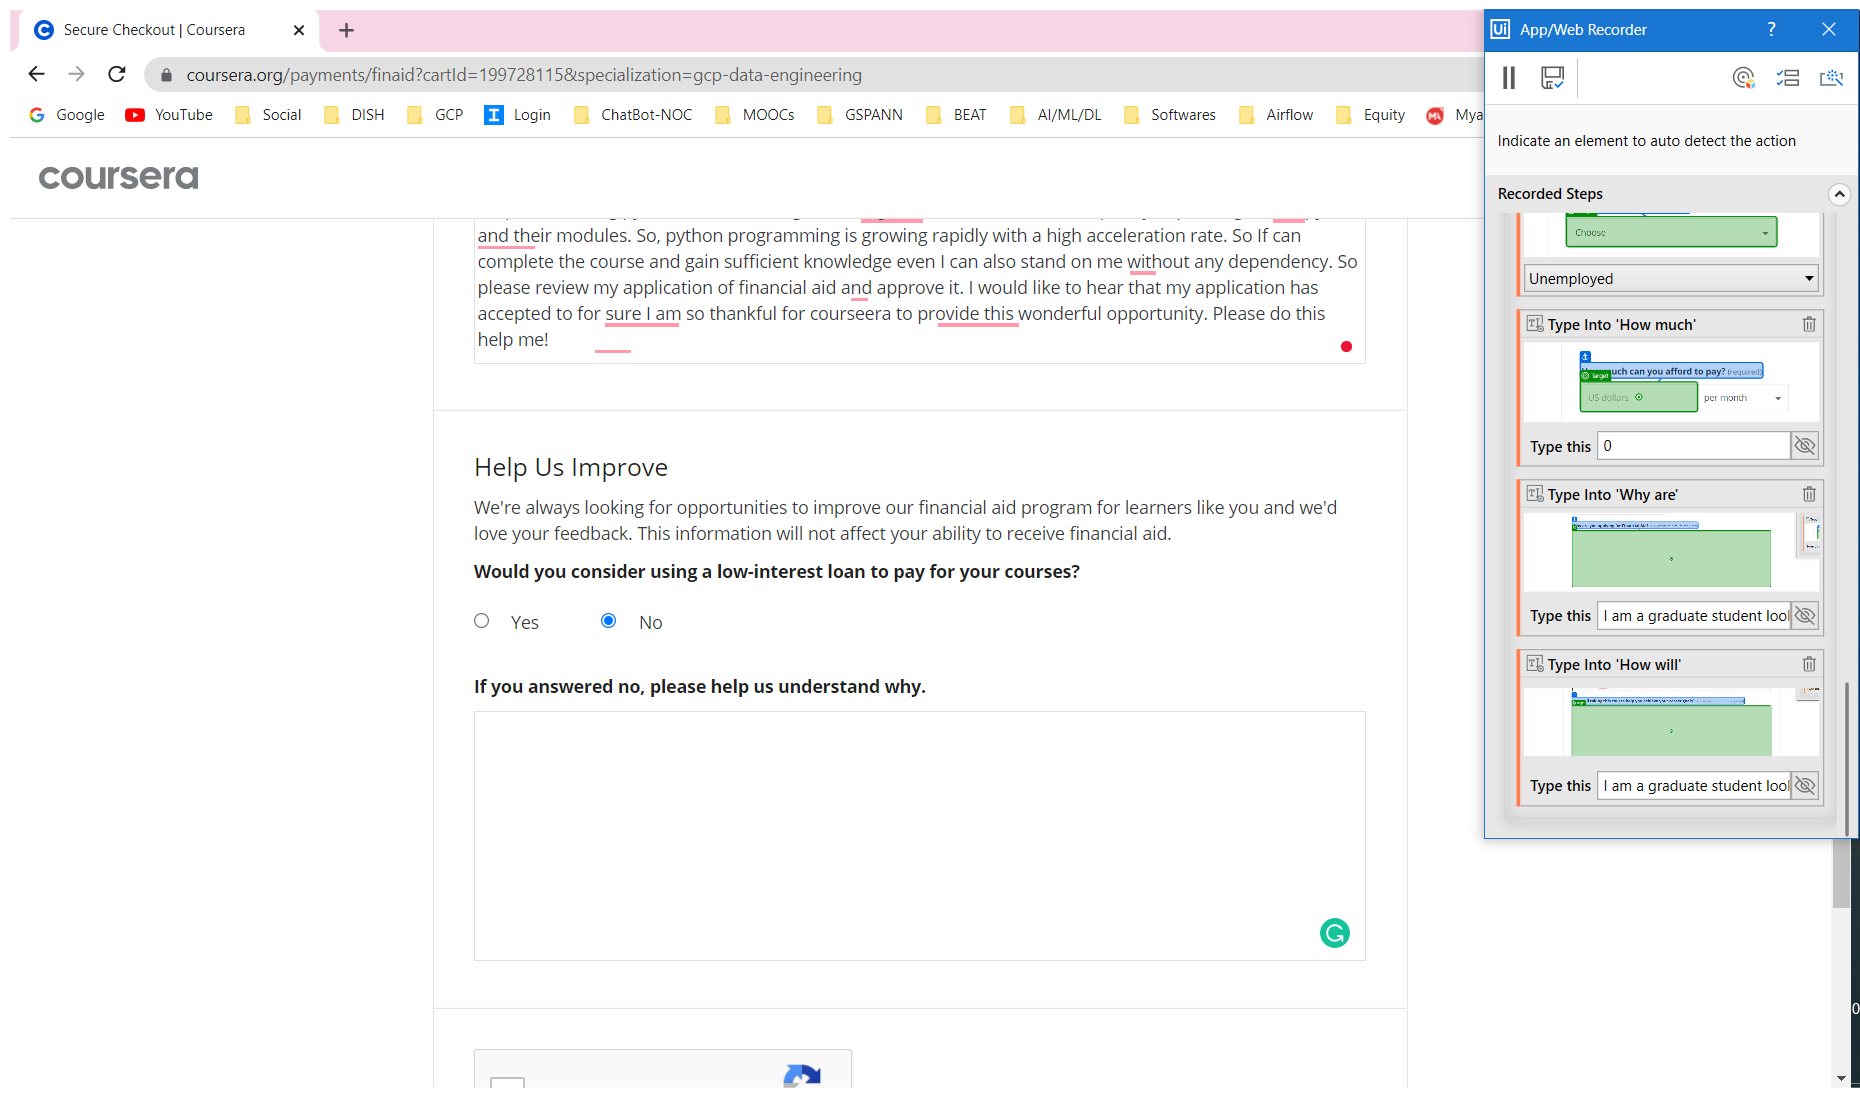 Secure Checkout | Coursera
coursera.org/payments/finaid?cartId=199728115&specialization=gcp-data-engineering
Google YouTube Social DISH GCP Login ChatBot-NOC MOOCs GSPANN BEAT AI/ML/DL Softwares Airflow Equity Mya
coursera
and their modules. So, python programming is growing rapidly with a high acceleration rate. So If can
complete the course and gain sufficient knowledge even I can also stand on me without any dependency. So
please review my application of financial aid and approve it. I would like to hear that my application has
accepted to for sure I am so thankful for courseera to provide this wonderful opportunity. Please do this
help me!
Help Us Improve
We're always looking for opportunities to improve our financial aid program for learners like you and we'd
love your feedback. This information will not affect your ability to receive financial aid.
Would you consider using a low-interest loan to pay for your courses?
Yes No
If you answered no, please help us understand why.
Ui App/Web Recorder ?
Indicate an element to auto detect the action
Recorded Steps
Choose
Unemployed
Type Into 'How much'
uch can you afford to pay? (required)
Target
US dollars per month
Type this 0
Type Into 'Why are'
Type this I am a graduate student lool
Type Into 'How will'
Type this I am a graduate student lool